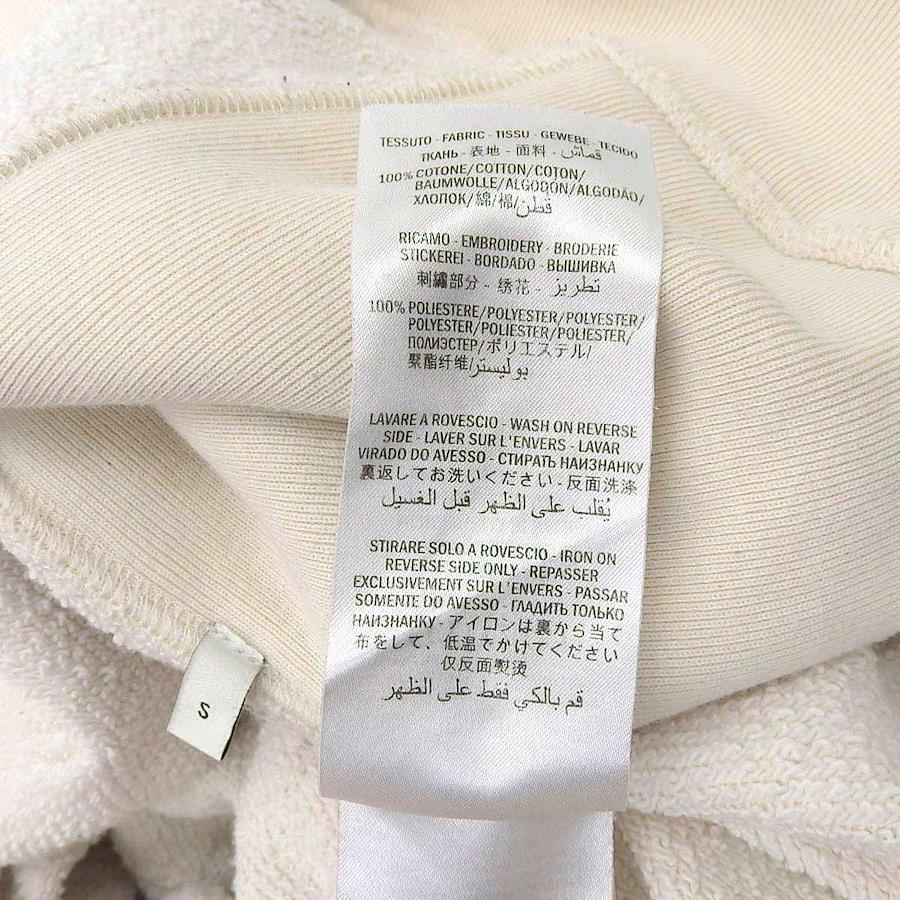 TESSUTO - FABRIC - TISSU - GEWEBE - TECIDO
ТКАНЬ - 表地 - 面料 - قماش
100% COTONE/COTTON/COTON/
BAUMWOLLE/ALGODÓN/ALGODÃO/
ХЛОПОК/綿/棉/قطن
RICAMO - EMBROIDERY - BRODERIE
STICKEREI - BORDADO - ВЫШИВКА
刺繍部分 - 绣花 - تطريز
100% POLIESTERE/POLYESTER/POLYESTER/
POLYESTER/POLIESTER/POLIESTER/
ПОЛИЭСТЕР/ポリエステル/
聚酯纤维/بوليستر
LAVARE A ROVESCIO - WASH ON REVERSE
SIDE - LAVER SUR L'ENVERS - LAVAR
VIRADO DO AVESSO - СТИРАТЬ НАИЗНАНКУ
裏返してお洗いください - 反面洗涤
يُقلب على الظهر قبل الغسيل
STIRARE SOLO A ROVESCIO - IRON ON
REVERSE SIDE ONLY - REPASSER
EXCLUSIVEMENT SUR L'ENVERS - PASSAR
SOMENTE DO AVESSO - ГЛАДИТЬ ТОЛЬКО
НАИЗНАНКУ - アイロンは裏から当て
布をして、低温でかけてください
仅反面熨烫
قم بالكي فقط على الظهر
S